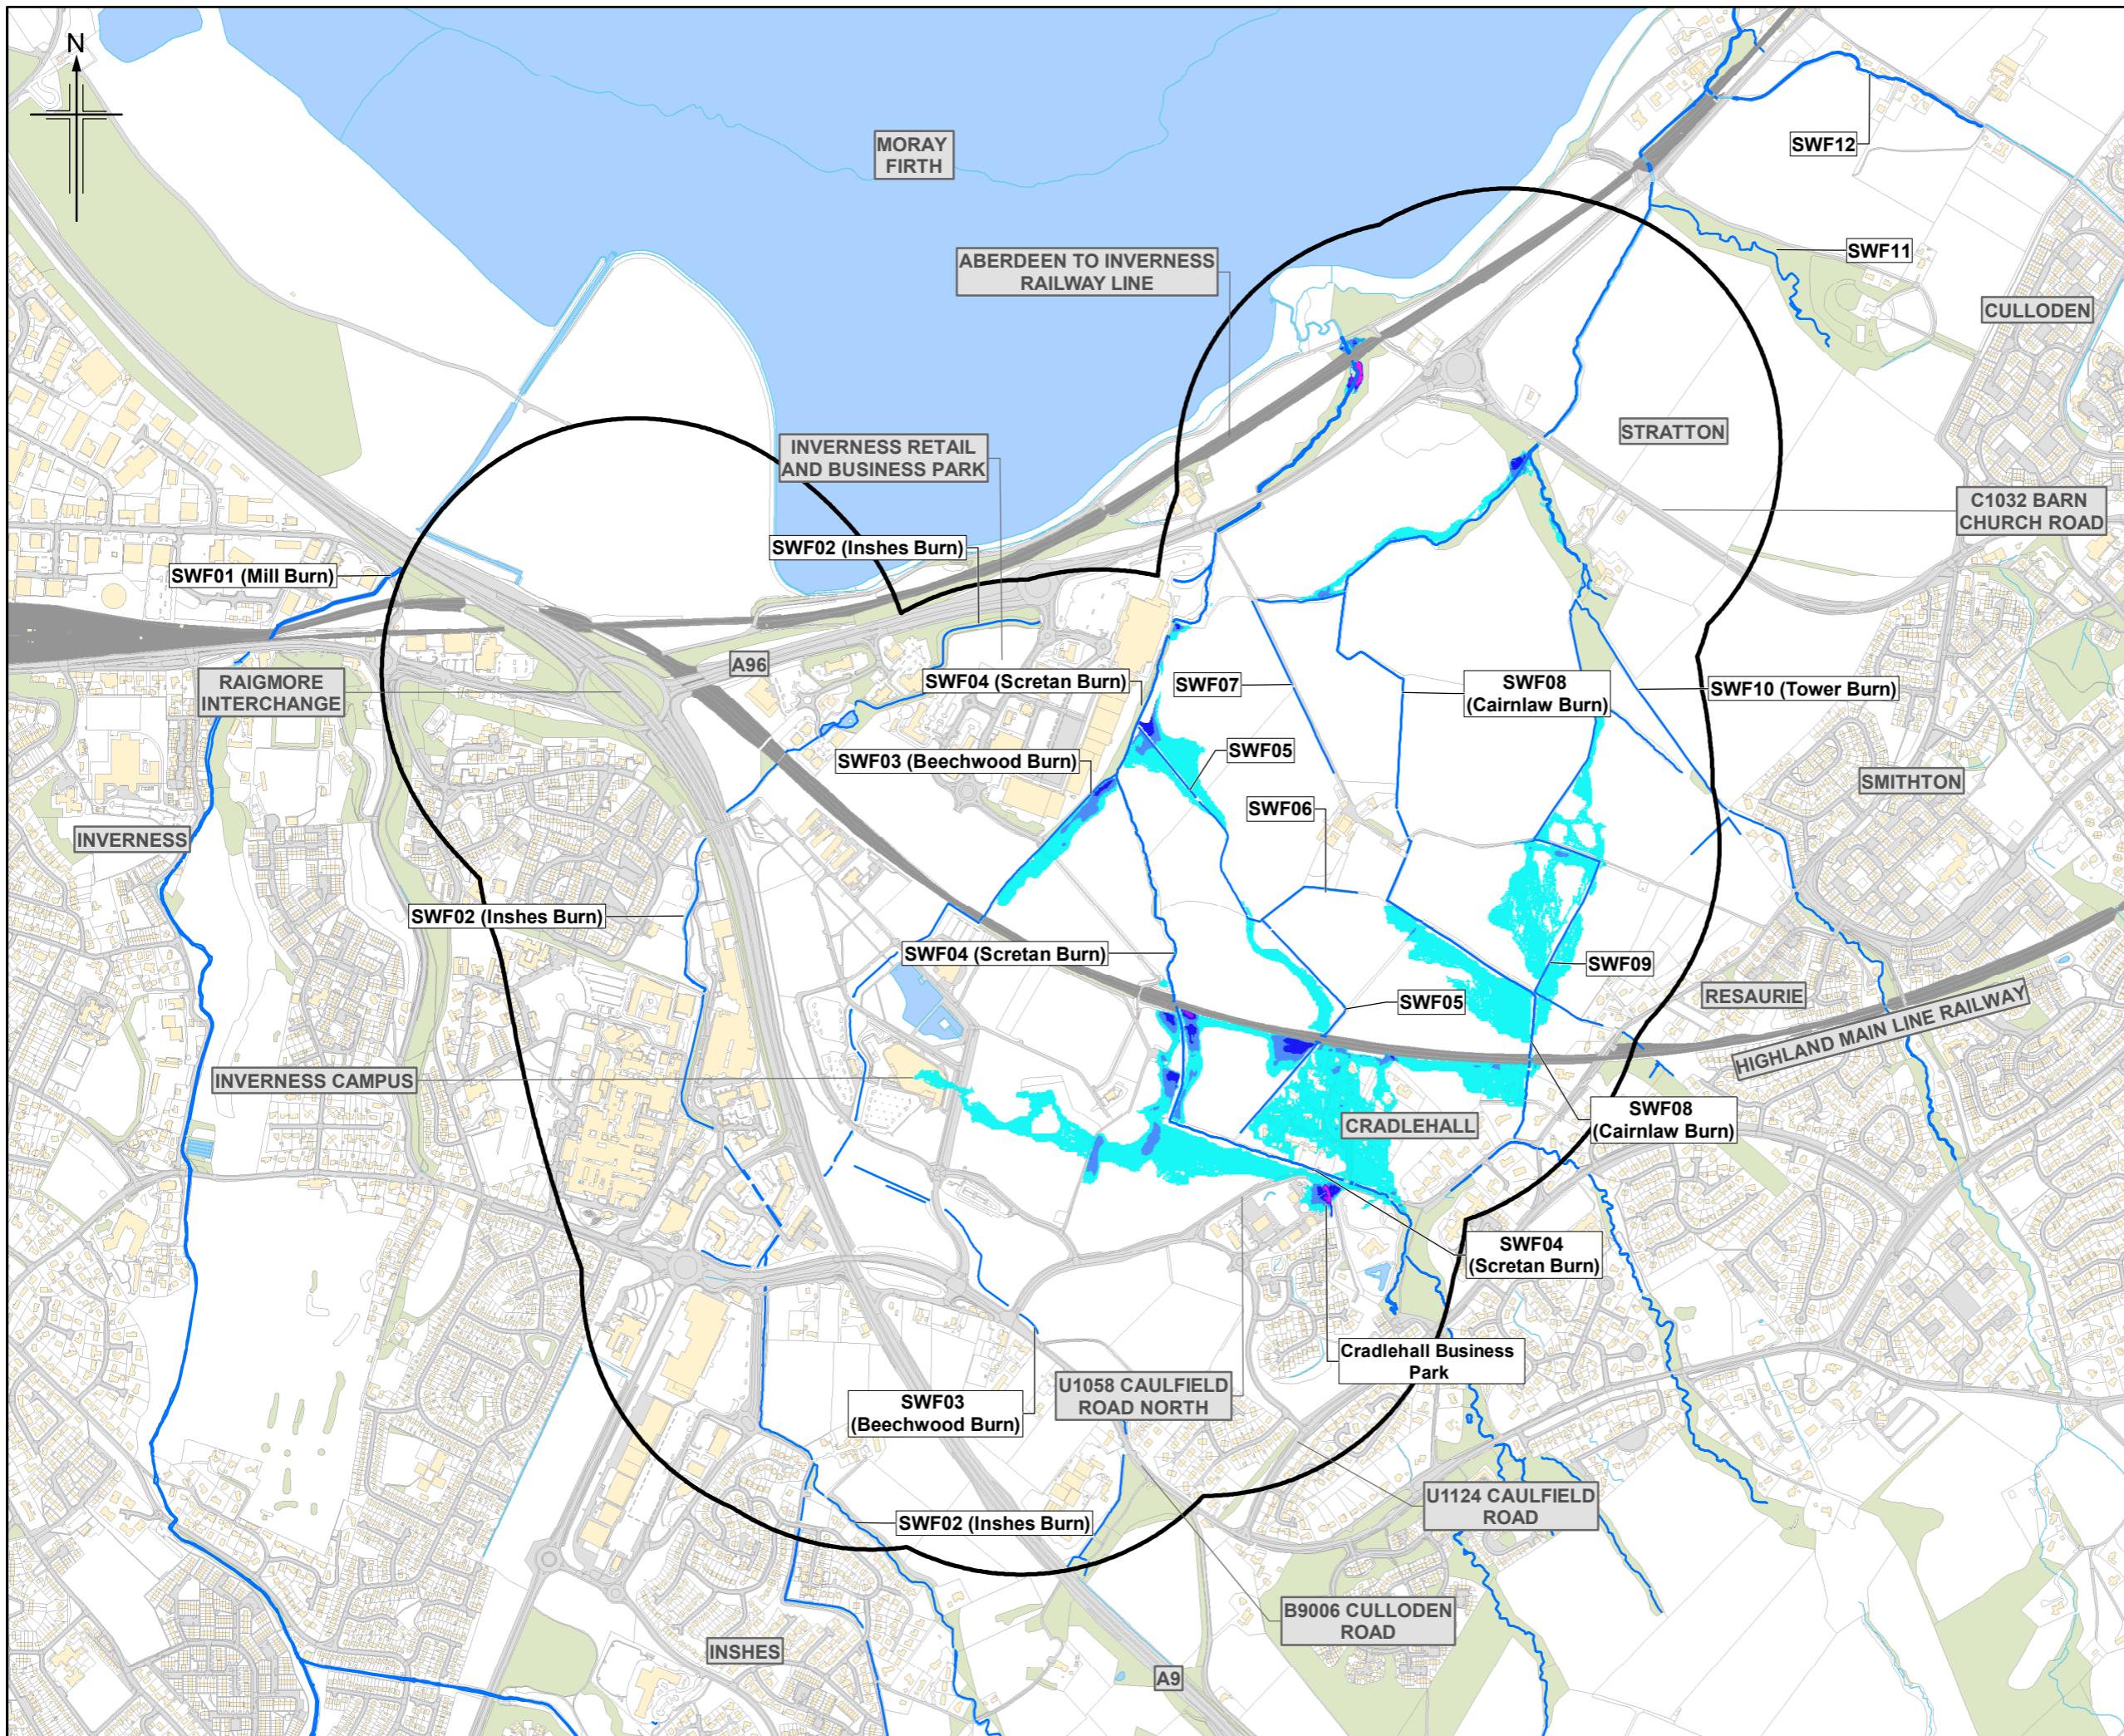 N
MORAY
FIRTH
SWF12
SWF11
ABERDEEN TO INVERNESS
RAILWAY LINE
CULLODEN
STRATTON
INVERNESS RETAIL
AND BUSINESS PARK
C1032 BARN
CHURCH ROAD
SWF02 (Inshes Burn)
SWF01 (Mill Burn)
A96
RAIGMORE
INTERCHANGE
SWF04 (Scretan Burn)
SWF07
SWF08
(Cairnlaw Burn)
SWF10 (Tower Burn)
SWF03 (Beechwood Burn)
SWF05
SMITHTON
SWF06
INVERNESS
SWF02 (Inshes Burn)
SWF04 (Scretan Burn)
SWF09
SWF05
RESAURIE
HIGHLAND MAIN LINE RAILWAY
INVERNESS CAMPUS
CRADLEHALL
SWF08
(Cairnlaw Burn)
SWF04
(Scretan Burn)
Cradlehall Business
Park
U1058 CAULFIELD
ROAD NORTH
SWF03
(Beechwood Burn)
U1124 CAULFIELD
ROAD
SWF02 (Inshes Burn)
B9006 CULLODEN
ROAD
INSHES
A9